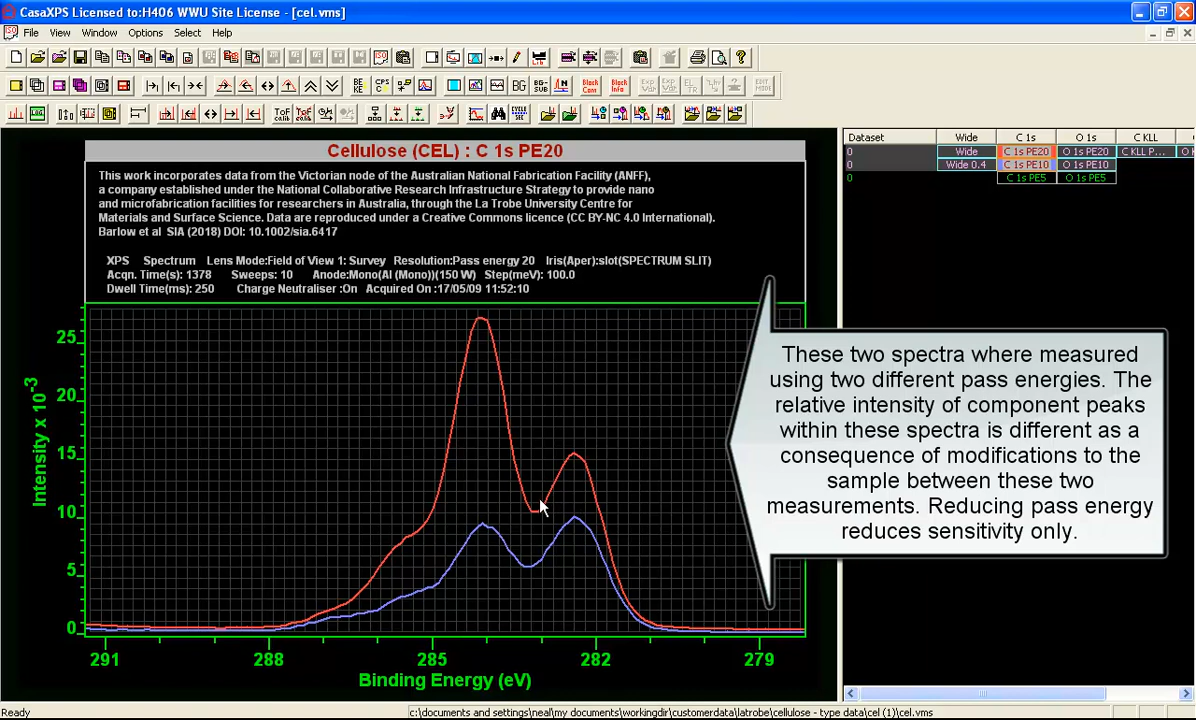 CasaXPS Licensed to:H406 WWU Site License - [cel.vms]
File View Window Options Select Help
Cellulose (CEL) : C 1s PE20
This work incorporates data from the Victorian node of the Australian National Fabrication Facility (ANFF),
a company established under the National Collaborative Research Infrastructure Strategy to provide nano
and microfabrication facilities for researchers in Australia, through the La Trobe University Centre for
Materials and Surface Science. Data are reproduced under a Creative Commons licence (CC BY-NC 4.0 International).
Barlow et al SIA (2018) DOI: 10.1002/sia.6417
XPS Spectrum Lens Mode:Field of View 1: Survey Resolution:Pass energy 20 Iris(Aper):slot(SPECTRUM SLIT)
Acqn. Time(s): 1378 Sweeps: 10 Anode:Mono(Al (Mono))(150 W) Step(meV): 100.0
Dwell Time(ms): 250 Charge Neutraliser :On Acquired On :17/05/09 11:52:10
Intensity x 10-3
25
20
15
10
5
0
291 288 285 282 279
Binding Energy (eV)
Dataset Wide C 1s O 1s C KLL
0 Wide C 1s PE20 O 1s PE20 C KLL P...
0 Wide 0.4 C 1s PE10 O 1s PE10
0 C 1s PE5 O 1s PE5
These two spectra where measured
using two different pass energies. The
relative intensity of component peaks
within these spectra is different as a
consequence of modifications to the
sample between these two
measurements. Reducing pass energy
reduces sensitivity only.
Ready
c:\documents and settings\neal\my documents\workingdir\customerdata\latrobe\cellulose - type data\cel (1)\cel.vms